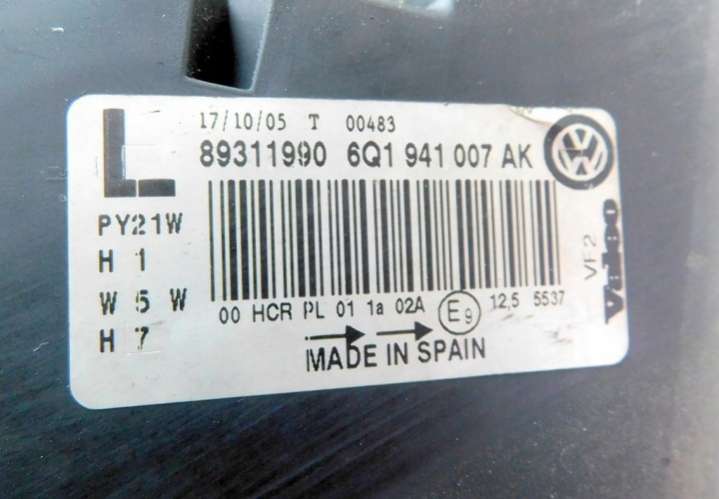 L
17/10/05 T 00483
89311990 6Q1 941 007 AK
PY21W
H 1
W 5 W
H 7
00 HCR PL 01 1a 02A E9 12,5 5537
MADE IN SPAIN
VF2